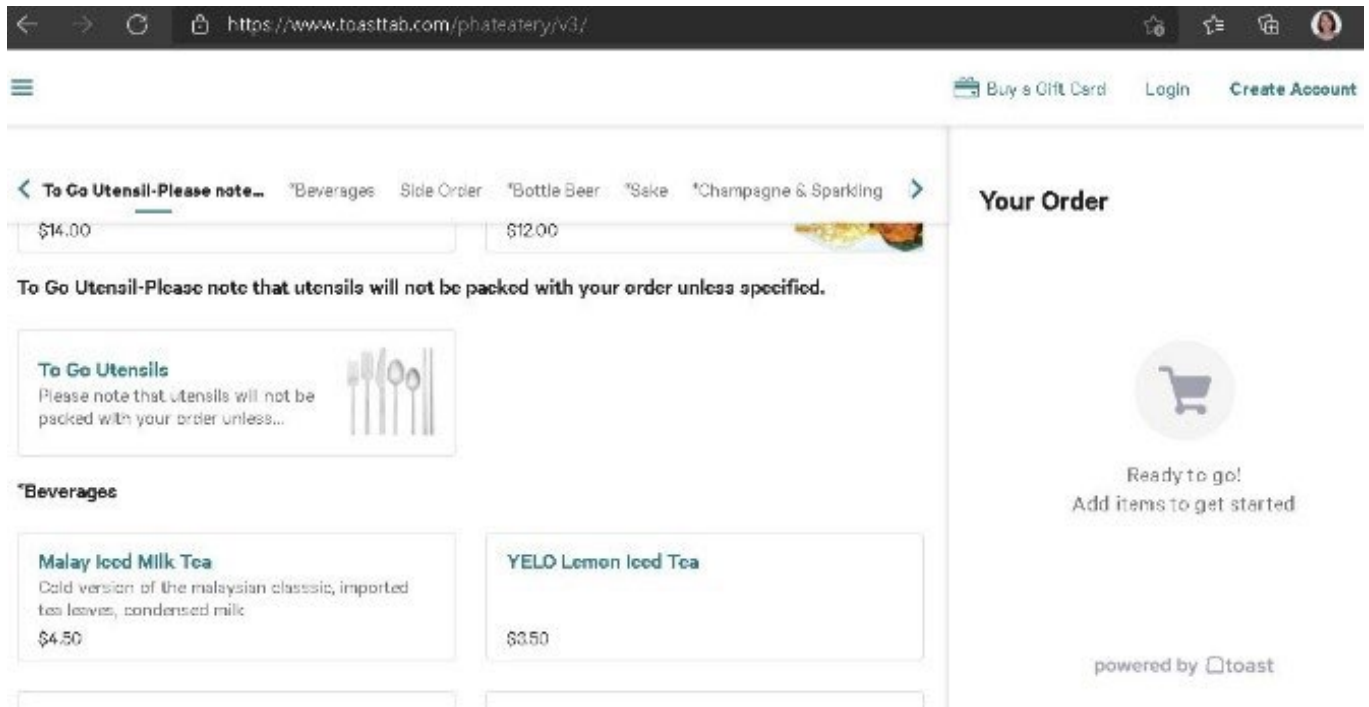 https://www.toasttab.com/phateatery/v3/
Buy a Gift Card Login Create Account
To Go Utensil-Please note... *Beverages Side Order *Bottle Beer *Sake *Champagne & Sparkling
Your Order
$14.00
$12.00
To Go Utensil-Please note that utensils will not be packed with your order unless specified.
To Go Utensils
Please note that utensils will not be
packed with your order unless...
Ready to go!
Add items to get started
*Beverages
Malay Iced Milk Tea
Cold version of the malaysian classsic, imported
tea leaves, condensed milk
$4.50
YELO Lemon Iced Tea
$3.50
powered by toast